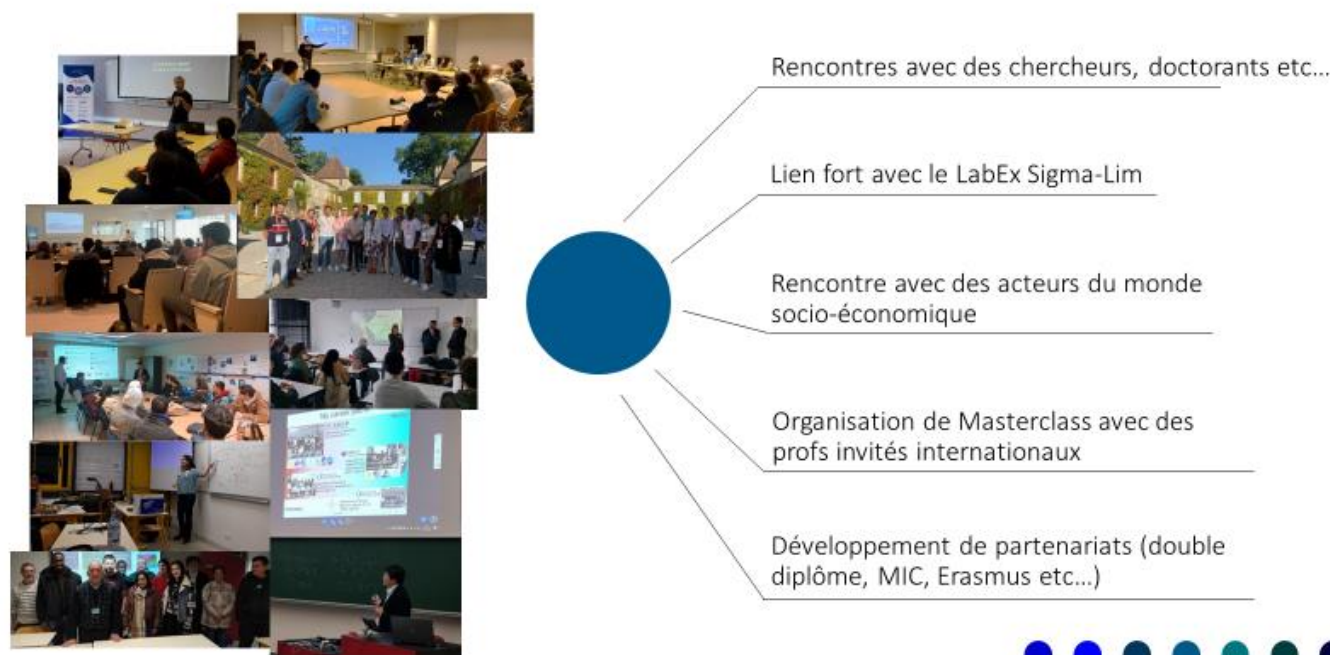 Rencontres avec des chercheurs, doctorants etc...
Lien fort avec le LabEx Sigma-Lim
Rencontre avec des acteurs du monde
socio-économique
Organisation de Masterclass avec des
profs invités internationaux
Développement de partenariats (double
diplôme, MIC, Erasmus etc...)